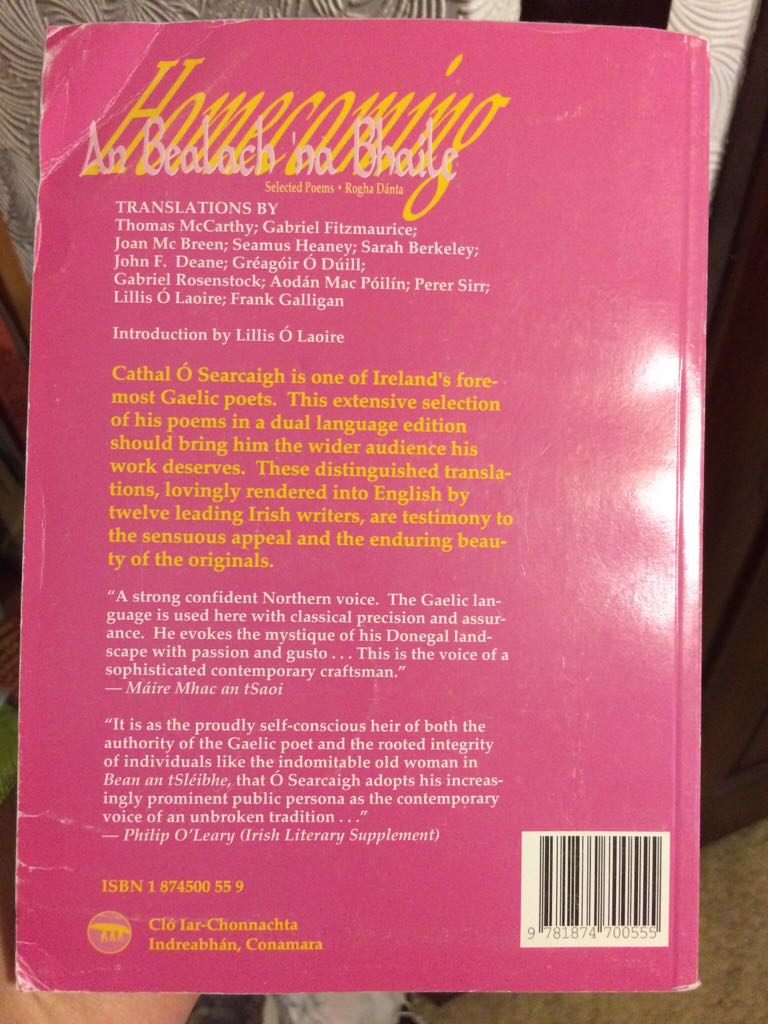 Homecoming
An Bealach 'na Bhaile
Selected Poems • Rogha Dánta
TRANSLATIONS BY
Thomas McCarthy; Gabriel Fitzmaurice;
Joan Mc Breen; Seamus Heaney; Sarah Berkeley;
John F. Deane; Gréagóir Ó Dúill;
Gabriel Rosenstock; Aodán Mac Póilín; Perer Sirr;
Lillis Ó Laoire; Frank Galligan
Introduction by Lillis Ó Laoire
Cathal Ó Searcaigh is one of Ireland's fore-
most Gaelic poets. This extensive selection
of his poems in a dual language edition
should bring him the wider audience his
work deserves. These distinguished transla-
tions, lovingly rendered into English by
twelve leading Irish writers, are testimony to
the sensuous appeal and the enduring beau-
ty of the originals.
“A strong confident Northern voice. The Gaelic lan-
guage is used here with classical precision and assur-
ance. He evokes the mystique of his Donegal land-
scape with passion and gusto . . . This is the voice of a
sophisticated contemporary craftsman.”
— Máire Mhac an tSaoi
“It is as the proudly self-conscious heir of both the
authority of the Gaelic poet and the rooted integrity
of individuals like the indomitable old woman in
Bean an tSléibhe, that Ó Searcaigh adopts his increas-
ingly prominent public persona as the contemporary
voice of an unbroken tradition . . .”
— Philip O'Leary (Irish Literary Supplement)
ISBN 1 874500 55 9
Cló Iar-Chonnachta
Indreabhán, Conamara
9 781874 700555